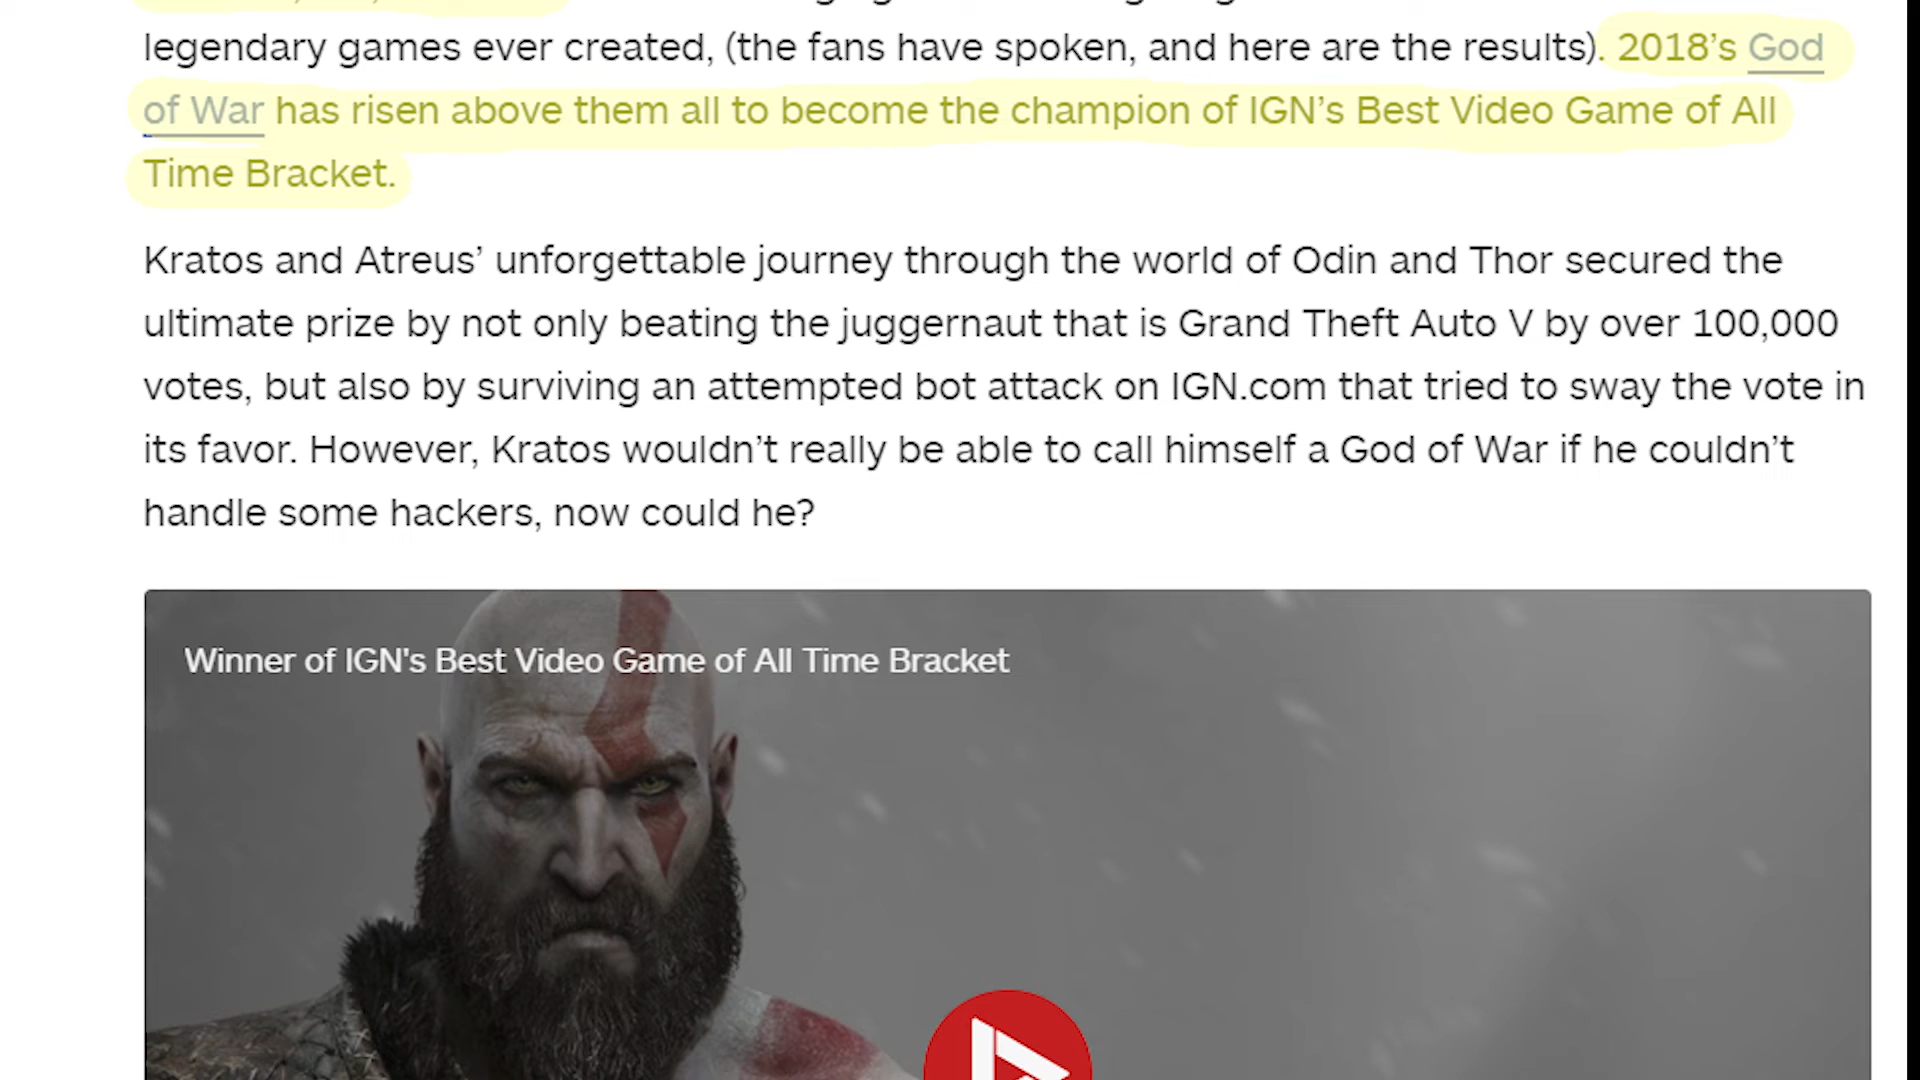 legendary games ever created, (the fans have spoken, and here are the results). 2018’s God
of War has risen above them all to become the champion of IGN’s Best Video Game of All
Time Bracket.
Kratos and Atreus’ unforgettable journey through the world of Odin and Thor secured the
ultimate prize by not only beating the juggernaut that is Grand Theft Auto V by over 100,000
votes, but also by surviving an attempted bot attack on IGN.com that tried to sway the vote in
its favor. However, Kratos wouldn’t really be able to call himself a God of War if he couldn’t
handle some hackers, now could he?
Winner of IGN's Best Video Game of All Time Bracket